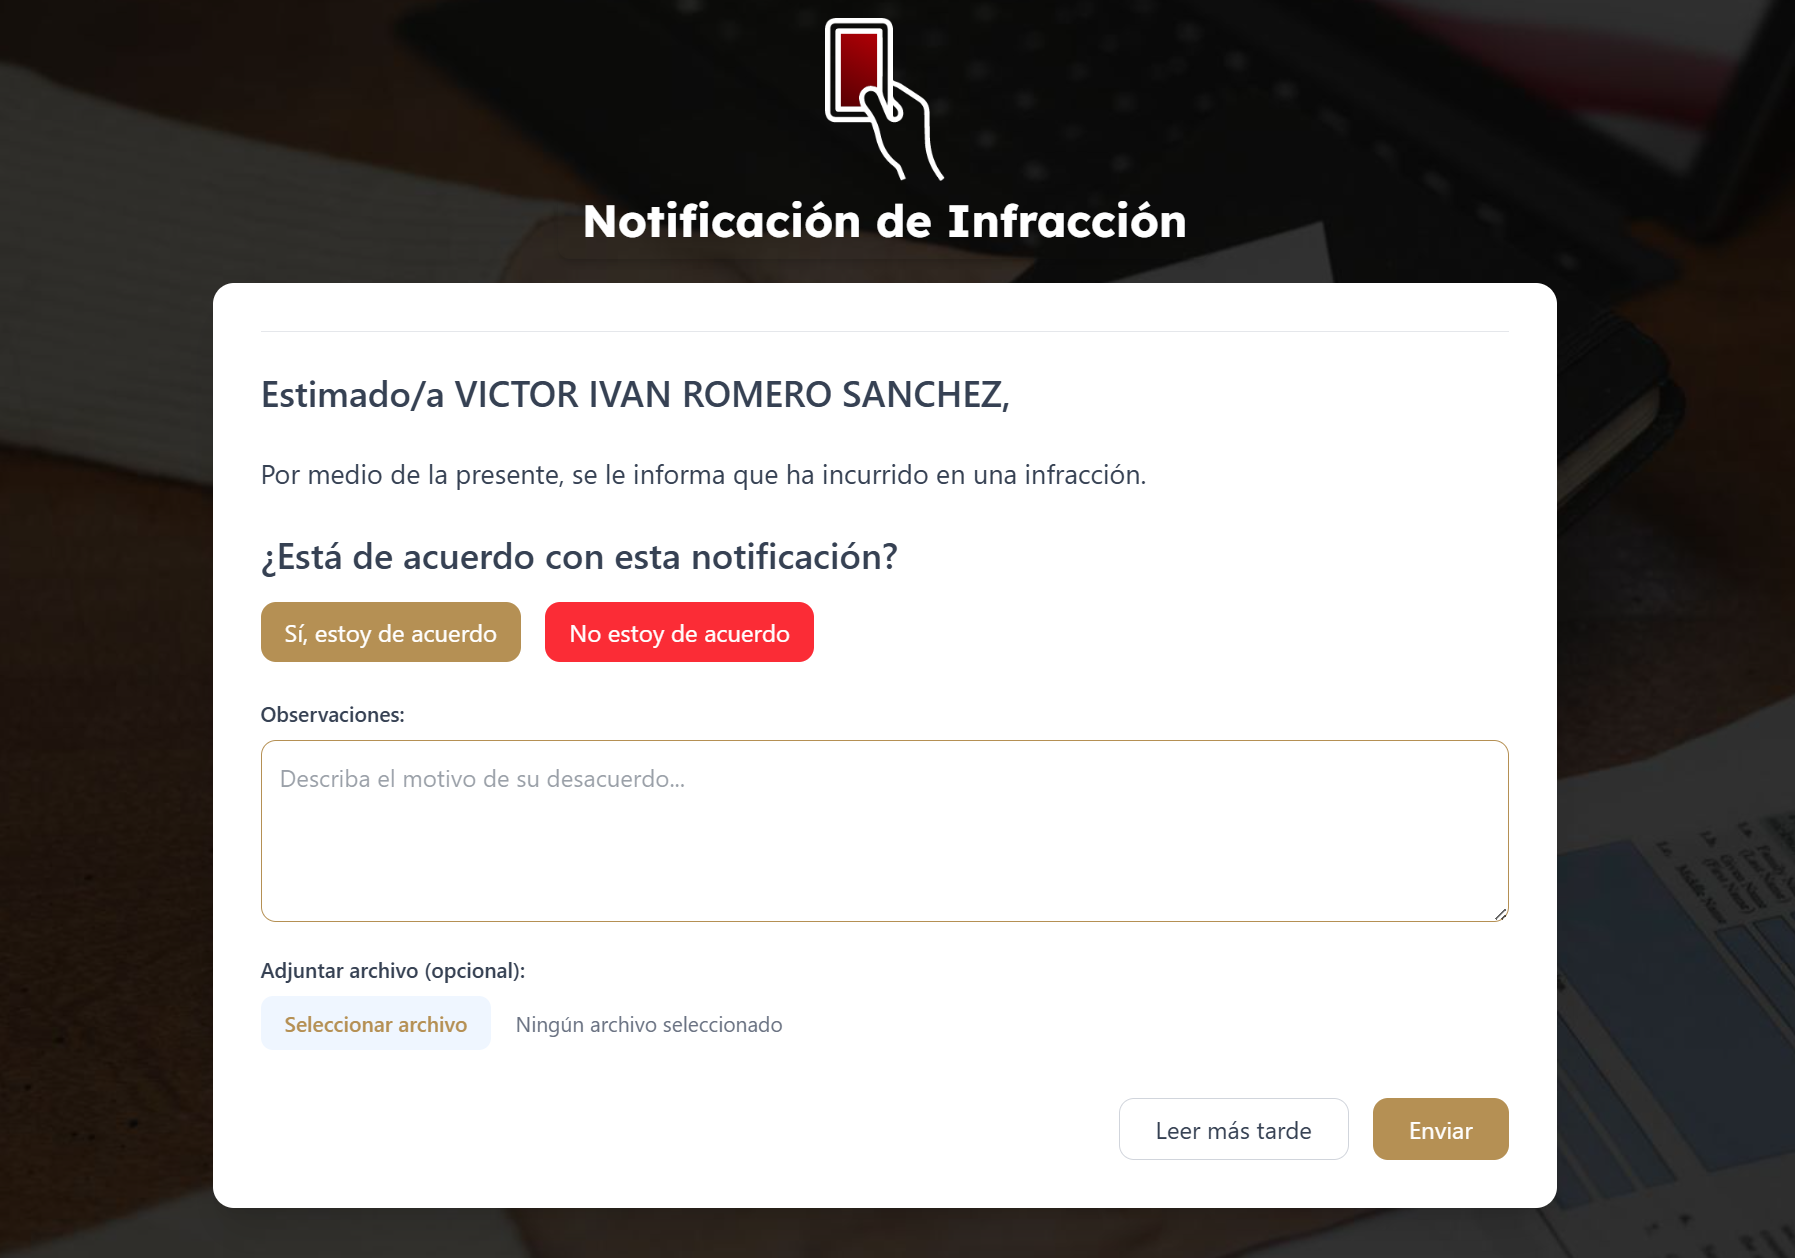 Notificación de Infracción
Estimado/a VICTOR IVAN ROMERO SANCHEZ,
Por medio de la presente, se le informa que ha incurrido en una infracción.
¿Está de acuerdo con esta notificación?
Sí, estoy de acuerdo
No estoy de acuerdo
Observaciones:
Describa el motivo de su desacuerdo...
Adjuntar archivo (opcional):
Seleccionar archivo
Ningún archivo seleccionado
Leer más tarde
Enviar